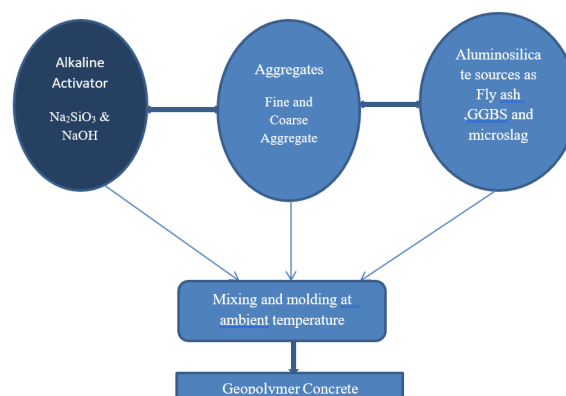 Alkaline
Activator
Na₂SiO₃ &
NaOH
Aggregates
Fine and
Coarse
Aggregate
Aluminosilica
te sources as
Fly ash
,GGBS and
microslag
Mixing and molding at
ambient temperature
Geopolymer Concrete